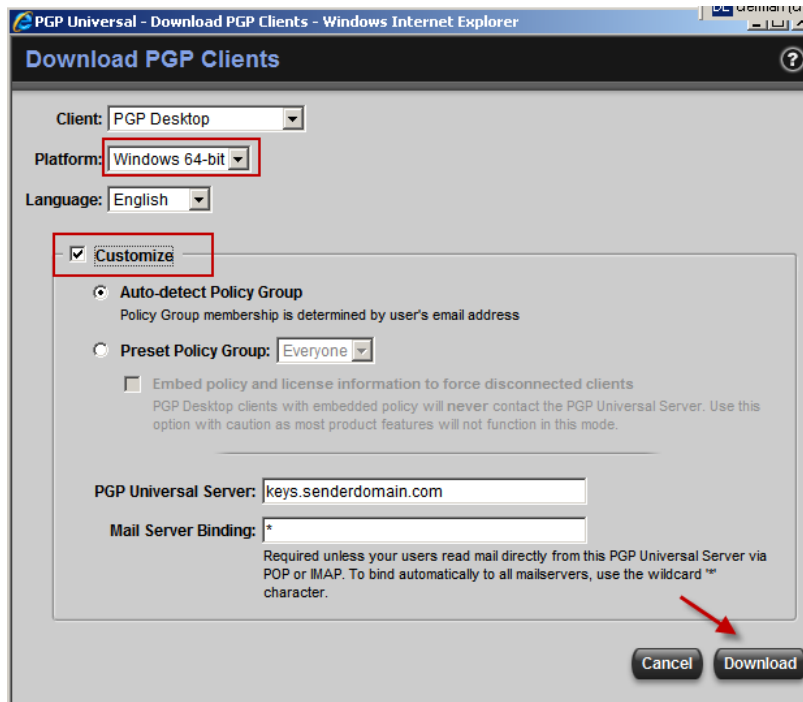 PGP Universal - Download PGP Clients - Windows Internet Explorer
Download PGP Clients
?
Client: PGP Desktop
Platform: Windows 64-bit
Language: English
Customize
Auto-detect Policy Group
Policy Group membership is determined by user's email address
Preset Policy Group: Everyone
Embed policy and license information to force disconnected clients
PGP Desktop clients with embedded policy will never contact the PGP Universal Server. Use this
option with caution as most product features will not function in this mode.
PGP Universal Server: keys.senderdomain.com
Mail Server Binding: *
Required unless your users read mail directly from this PGP Universal Server via
POP or IMAP. To bind automatically to all mailservers, use the wildcard '*'
character.
Cancel Download